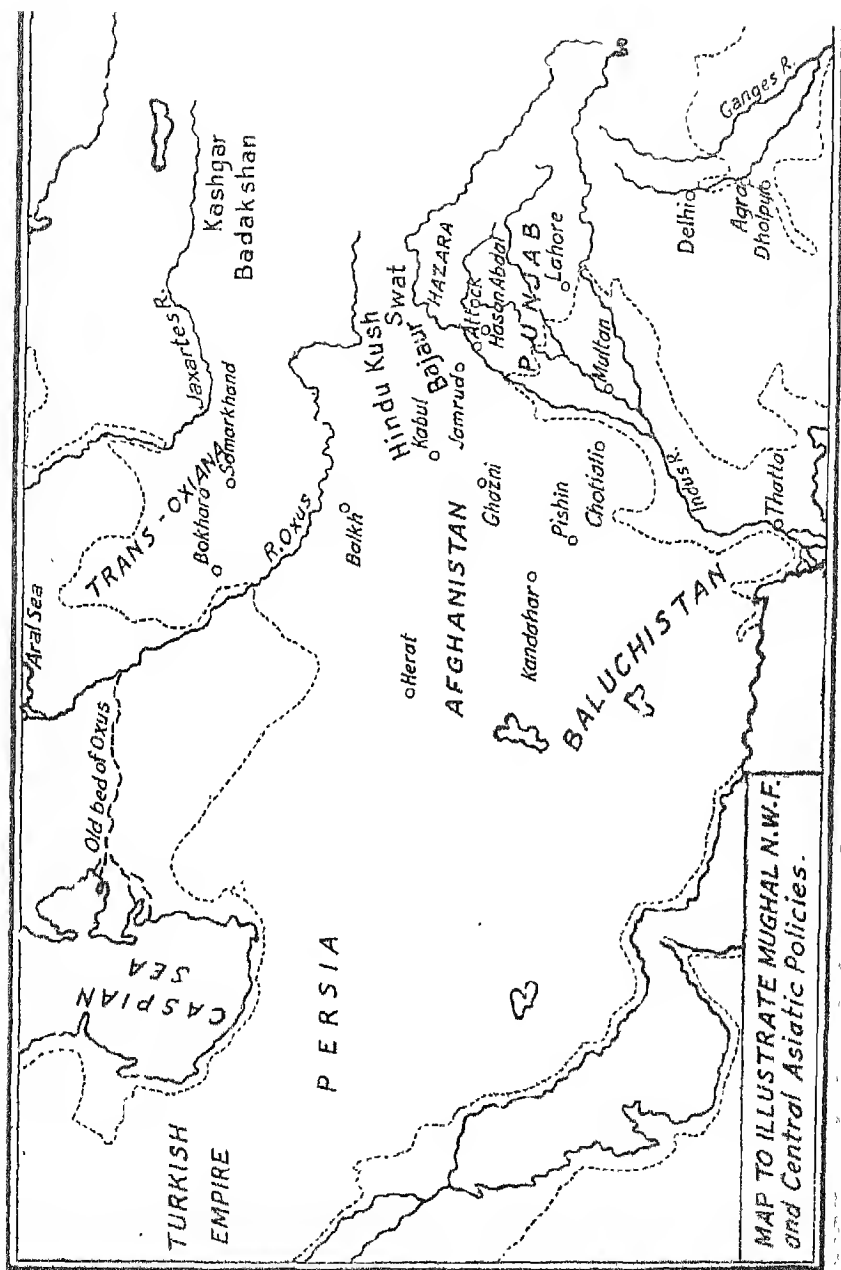 Aral Sea
Old bed of Oxus
CASPIAN
SEA
TURKISH
EMPIRE
PERSIA
TRANS-OXIANA
Bokhara
Samarkhand
Jaxartes R.
Kashgar
Badakshan
R. Oxus
Balkh
Herat
AFGHANISTAN
Hindu Kush
Kabul
Swat
Bajaur
HAZARA
Jamrud
Attock
Hasan Abdal
PUNJAB
Lahore
Ghazni
Kandahar
Pishin
Chotiali
Multan
BALUCHISTAN
Indus R.
Thatta
Delhi
Agra
Dholpur
Ganges R.
MAP TO ILLUSTRATE MUGHAL N.W.F.
and Central Asiatic Policies.